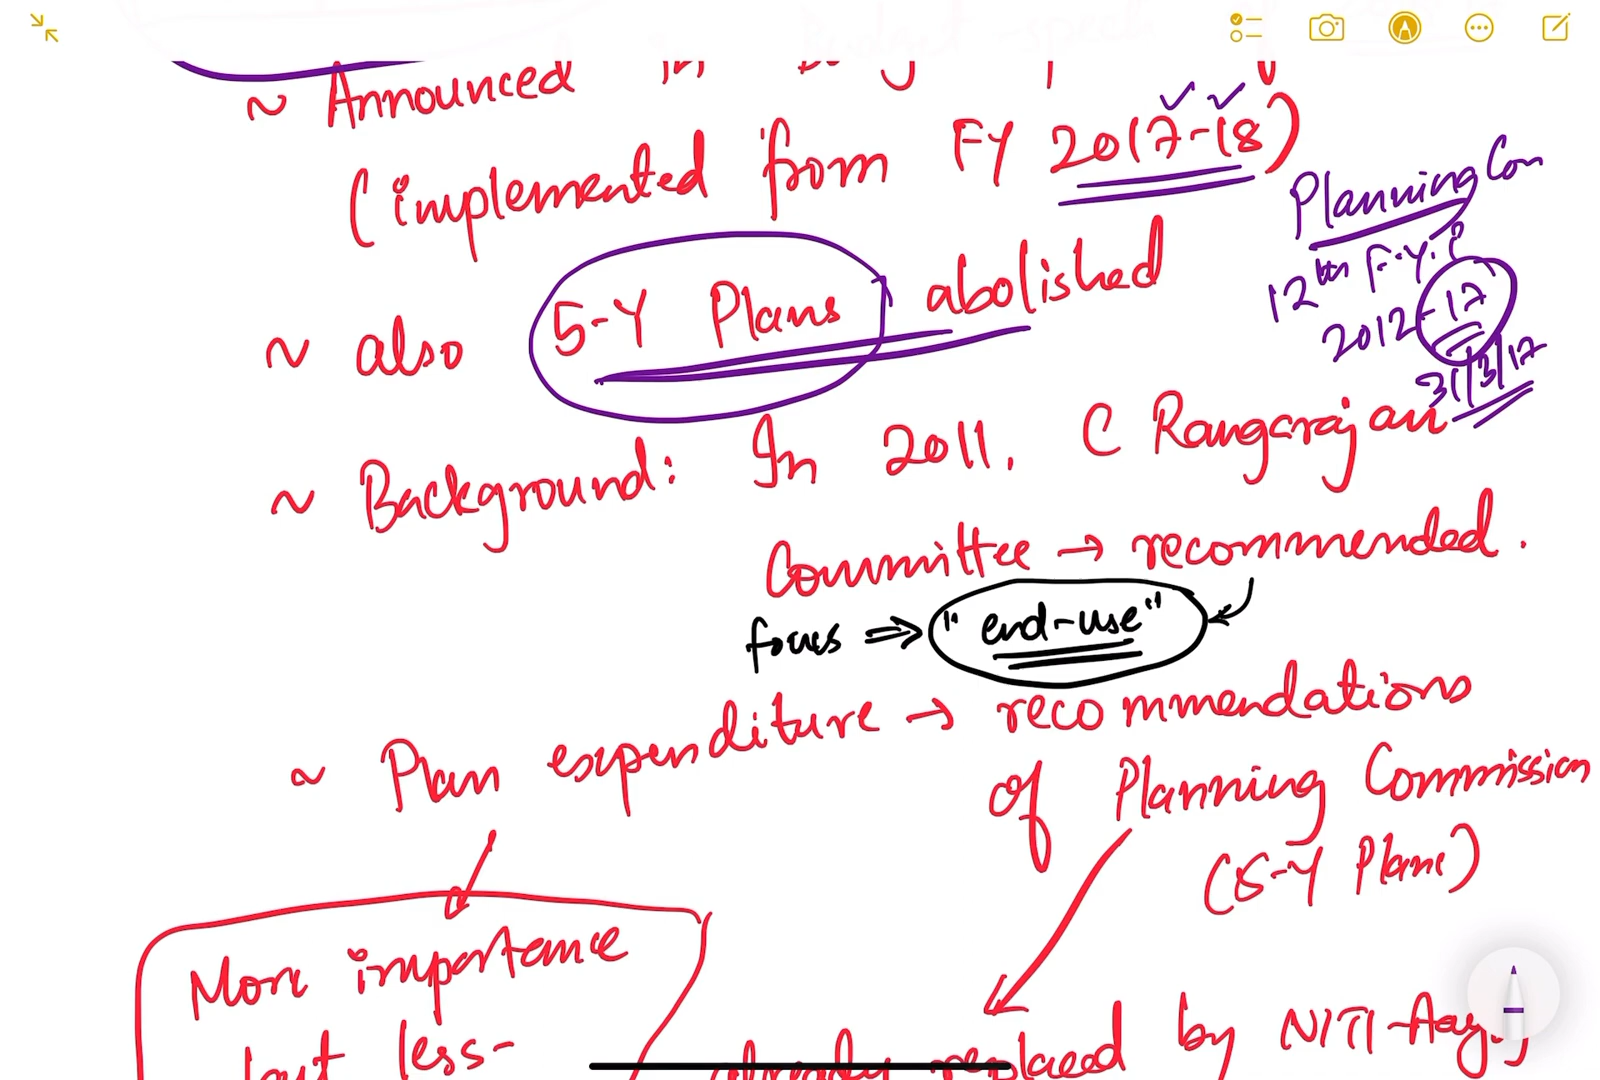 ~ Announced in
(implemented from FY 2017-18)
Planning Com
12th F.Y.P
2012-17
31/3/17
~ also 5-Y Plans abolished
~ Background: In 2011, C Rangarajan
Committee → recommended.
focus ⇒ "end-use"
~ Plan expenditure → recommendations
of Planning Commission
(5-Y Plans)
More importance
but less-
already replaced by NITI-Aayog